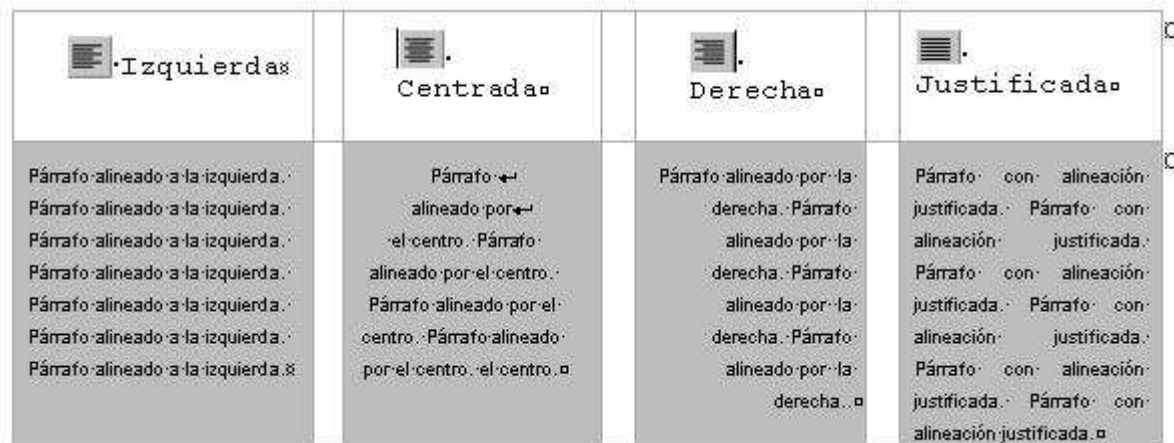 Izquierda
Centrada
Derecha
Justificada
Párrafo alineado a la izquierda.
Párrafo alineado a la izquierda.
Párrafo alineado a la izquierda.
Párrafo alineado a la izquierda.
Párrafo alineado a la izquierda.
Párrafo alineado a la izquierda.
Párrafo alineado a la izquierda.
Párrafo
alineado por
el centro. Párrafo
alineado por el centro.
Párrafo alineado por el
centro. Párrafo alineado
por el centro. el centro.
Párrafo alineado por la
derecha. Párrafo
alineado por la
derecha. Párrafo
alineado por la
derecha. Párrafo
alineado por la
derecha..
Párrafo con alineación
justificada. Párrafo con
alineación justificada.
Párrafo con alineación
justificada. Párrafo con
alineación justificada.
Párrafo con alineación
justificada. Párrafo con
alineación justificada.